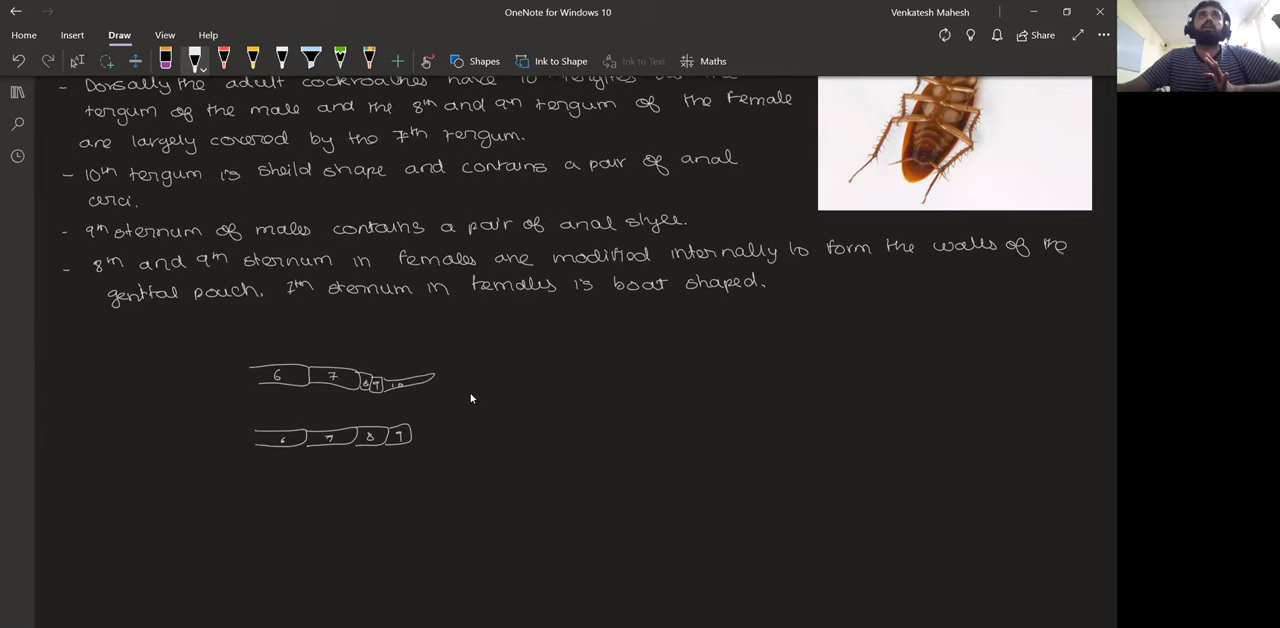 OneNote for Windows 10
Venkatesh Mahesh
Home Insert Draw View Help
Share
Shapes Ink to Shape Ink to Text Maths
- Dorsally the adult cockroaches have 10 tergites but the
tergum of the male and the 8th and 9th tergum of the female
are largely covered by the 7th tergum.
- 10th tergum is sheild shape and contains a pair of anal
cerci.
- 9th sternum of males contains a pair of anal style.
- 8th and 9th sternum in females are modified internally to form the walls of the
genital pouch. 7th sternum in females is boat shaped.
6 7 8 9 10
6 7 8 9